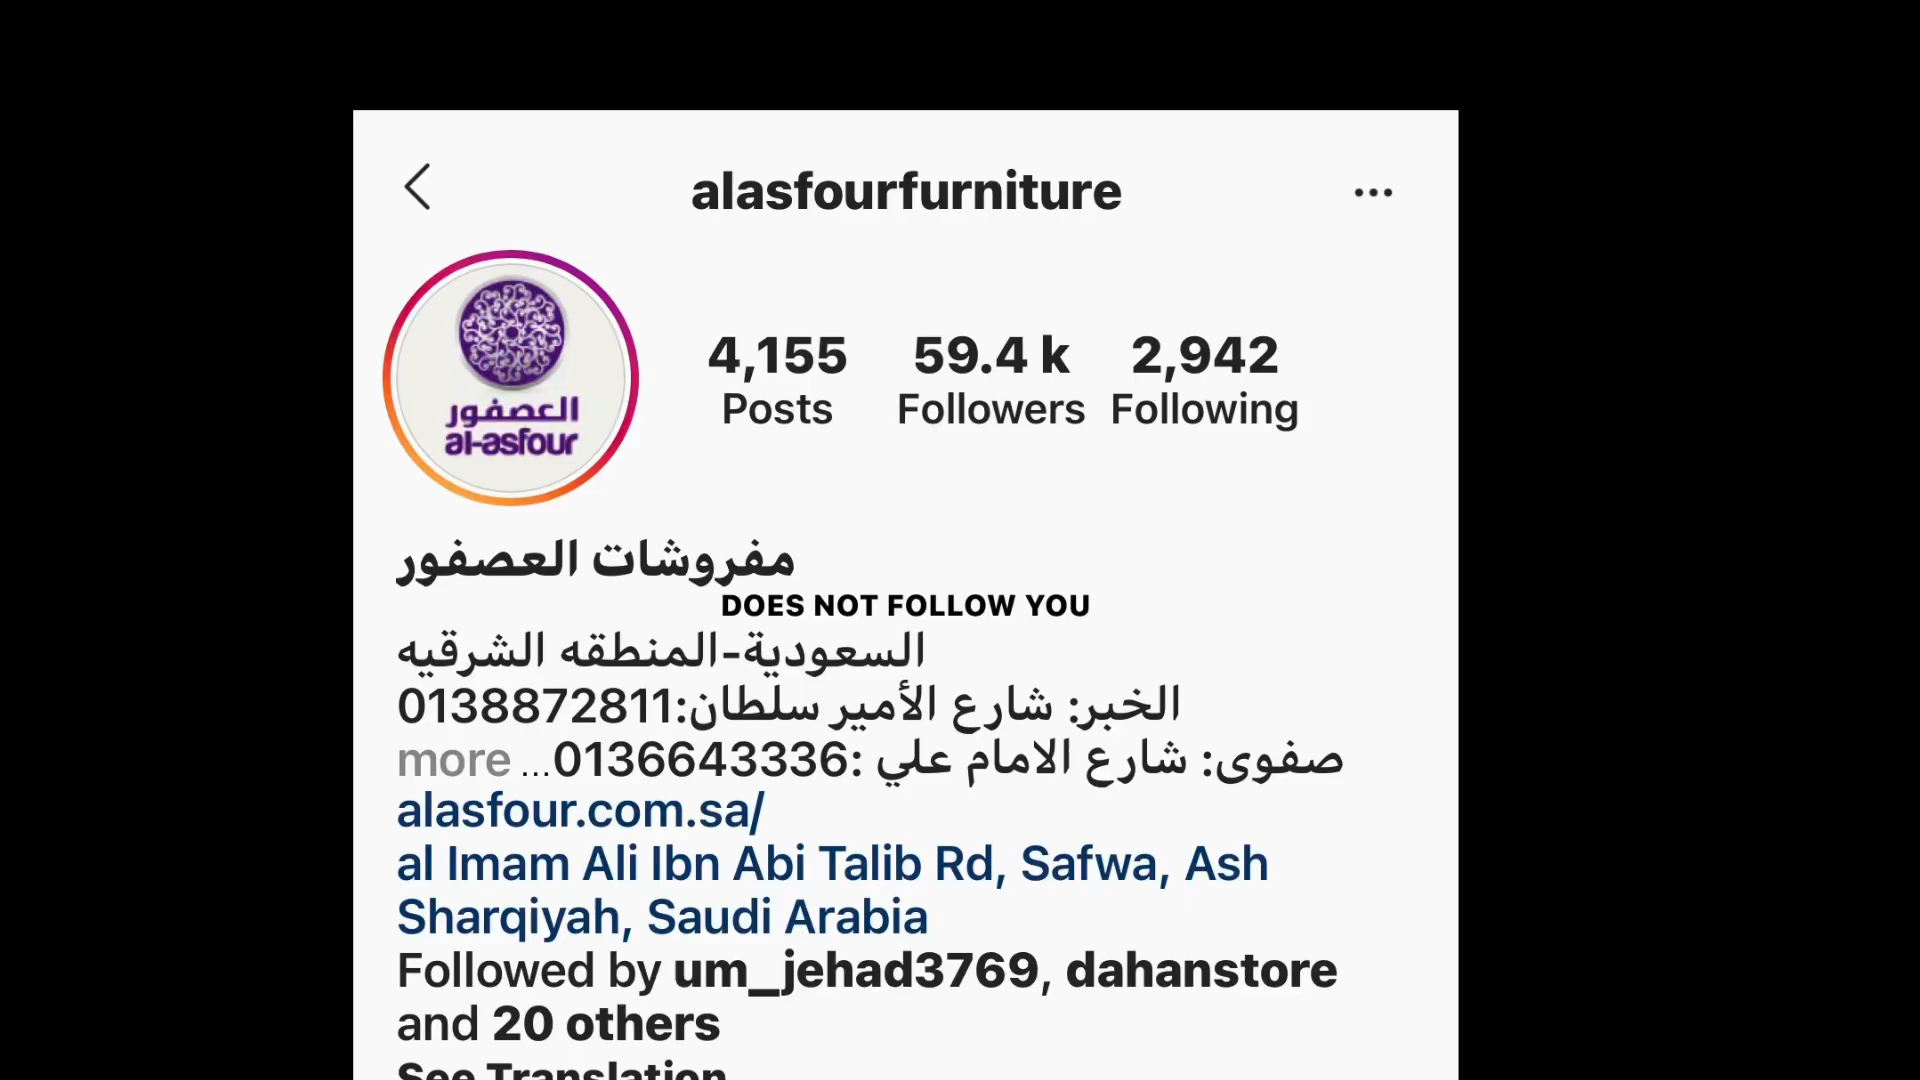 alasfourfurniture
العصفور
al-asfour
4,155 59.4 k 2,942
Posts Followers Following
مفروشات العصفور
DOES NOT FOLLOW YOU
السعودية-المنطقه الشرقيه
الخبر: شارع الأمير سلطان:0138872811
صفوى: شارع الامام علي :0136643336... more
alasfour.com.sa/
al Imam Ali Ibn Abi Talib Rd, Safwa, Ash
Sharqiyah, Saudi Arabia
Followed by um_jehad3769, dahanstore
and 20 others
See Translation